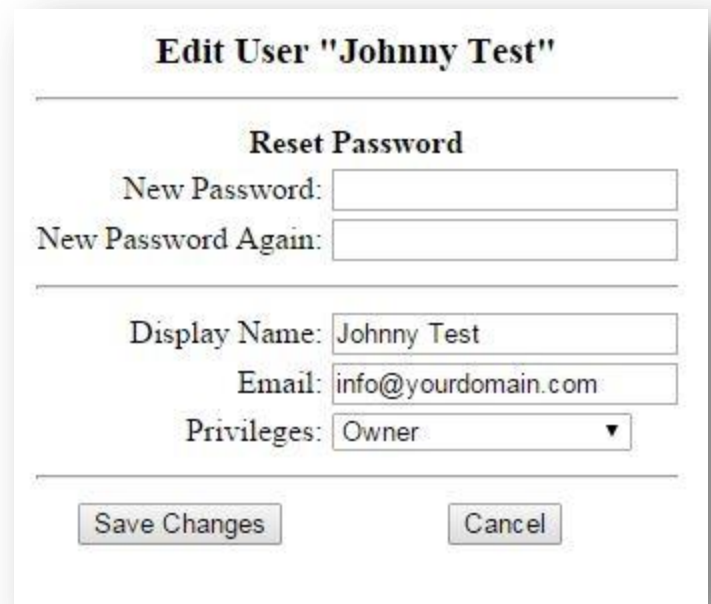 Edit User "Johnny Test"
Reset Password
New Password:
New Password Again:
Display Name: Johnny Test
Email: info@yourdomain.com
Privileges: Owner
Save Changes Cancel